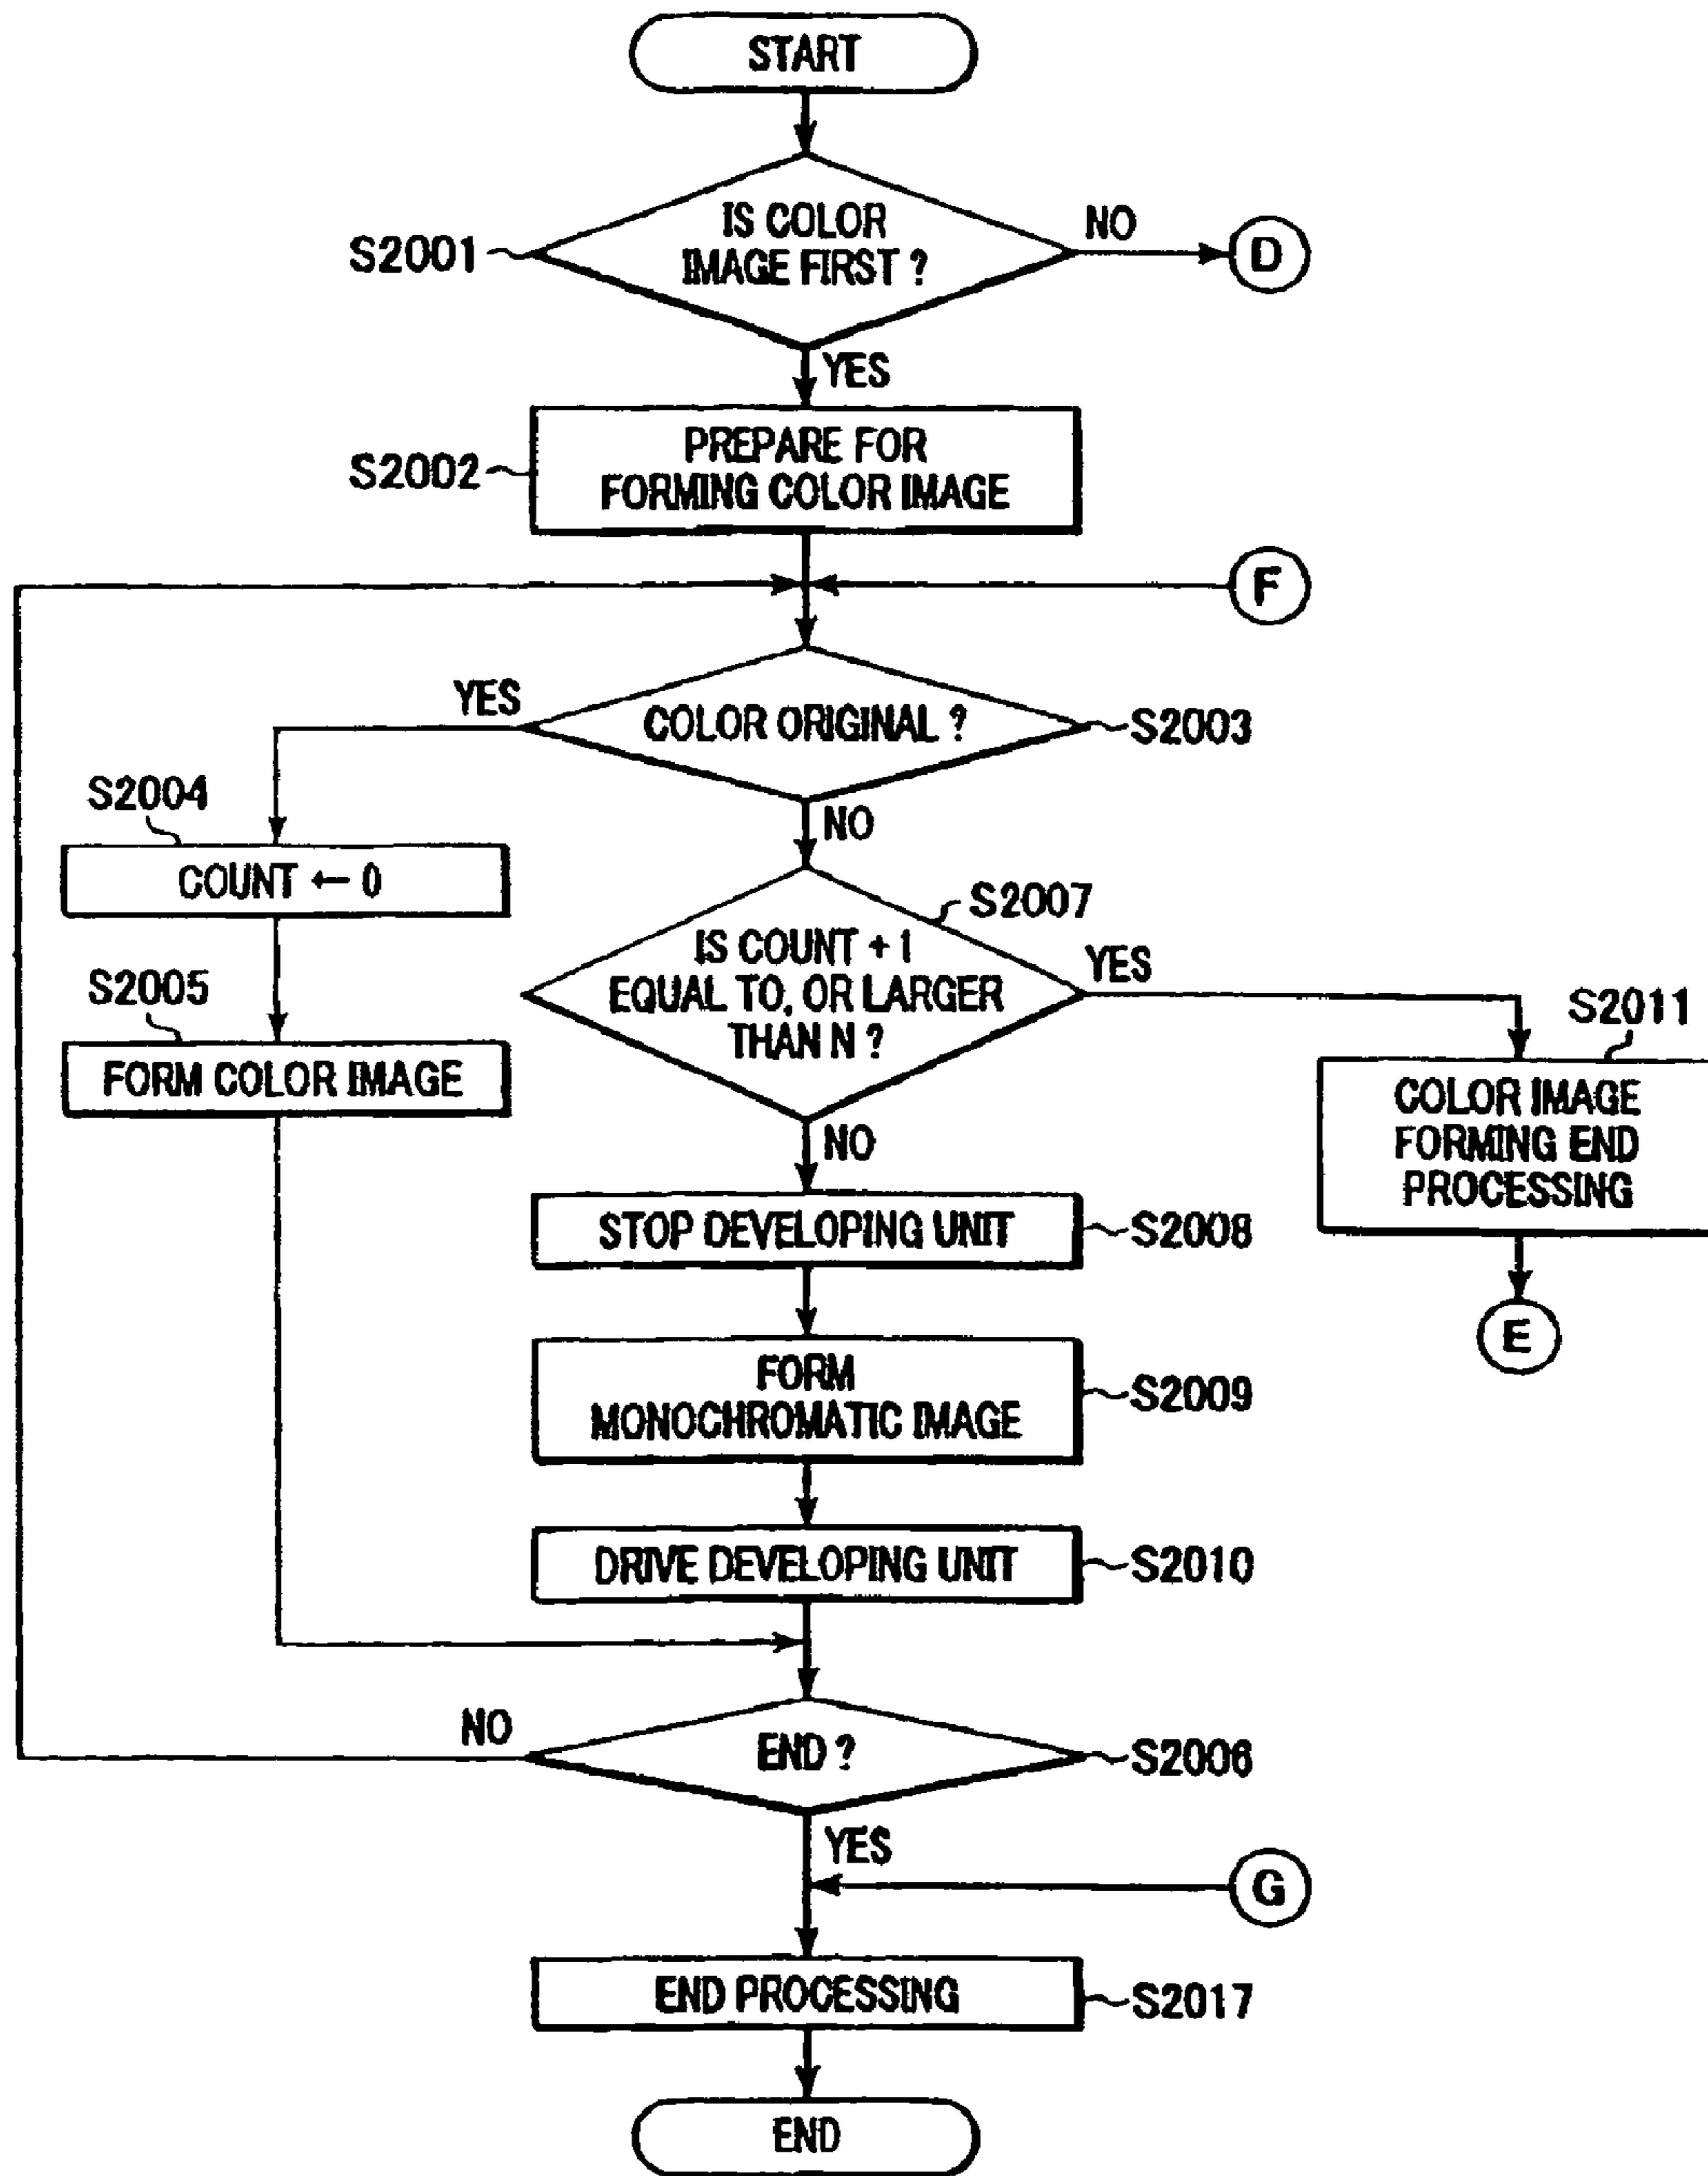 START
IS COLOR
IMAGE FIRST ?
NO
D
S2001
YES
PREPARE FOR
FORMING COLOR IMAGE
S2002
F
YES
COLOR ORIGINAL ?
S2003
NO
S2004
COUNT ← 0
S2007
IS COUNT + 1
EQUAL TO, OR LARGER
THAN N ?
YES
S2005
FORM COLOR IMAGE
S2011
COLOR IMAGE
FORMING END
PROCESSING
E
NO
STOP DEVELOPING UNIT
S2008
FORM
MONOCHROMATIC IMAGE
S2009
DRIVE DEVELOPING UNIT
S2010
NO
END ?
S2006
YES
G
END PROCESSING
S2017
END